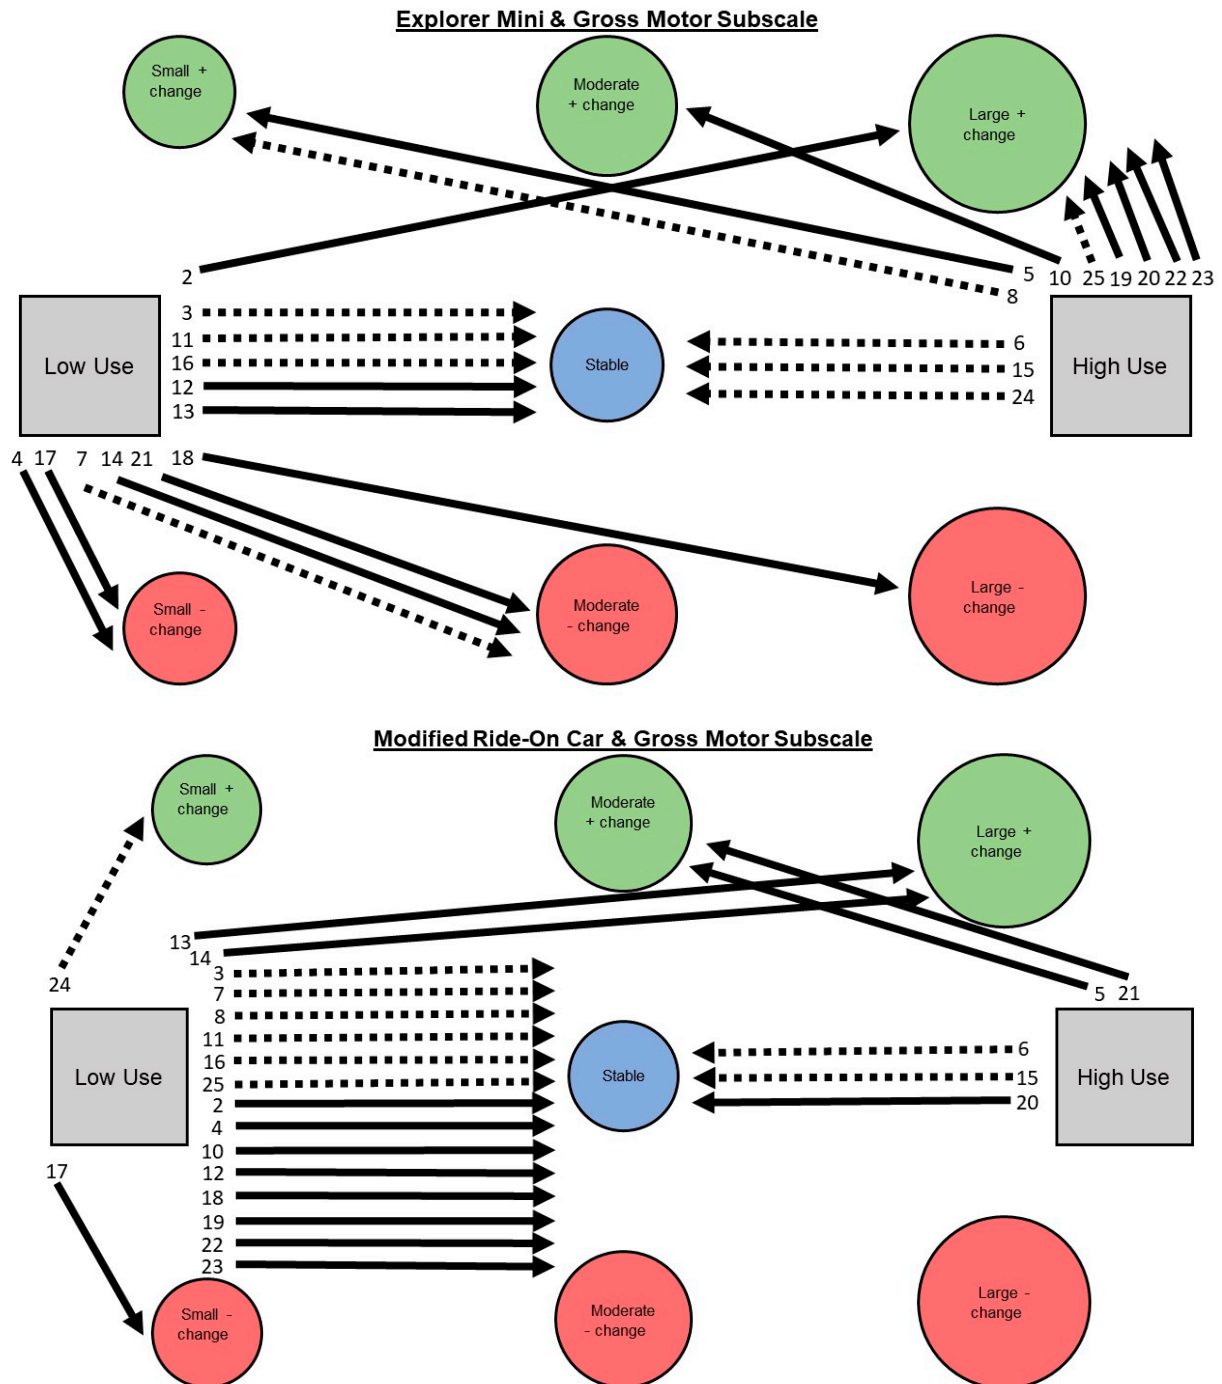 Explorer Mini & Gross Motor Subscale
Small +
change
Moderate
+ change
Large +
change
2
5
10
25
19
20
22
23
8
3
11
16
12
13
Low Use
Stable
6
15
24
High Use
4
17
7
14
21
18
Small -
change
Moderate
- change
Large -
change
Modified Ride-On Car & Gross Motor Subscale
Small +
change
Moderate
+ change
Large +
change
13
14
24
3
7
8
11
16
25
2
4
10
12
18
19
22
23
Low Use
Stable
5
21
6
15
20
High Use
17
Small -
change
Moderate
- change
Large -
change